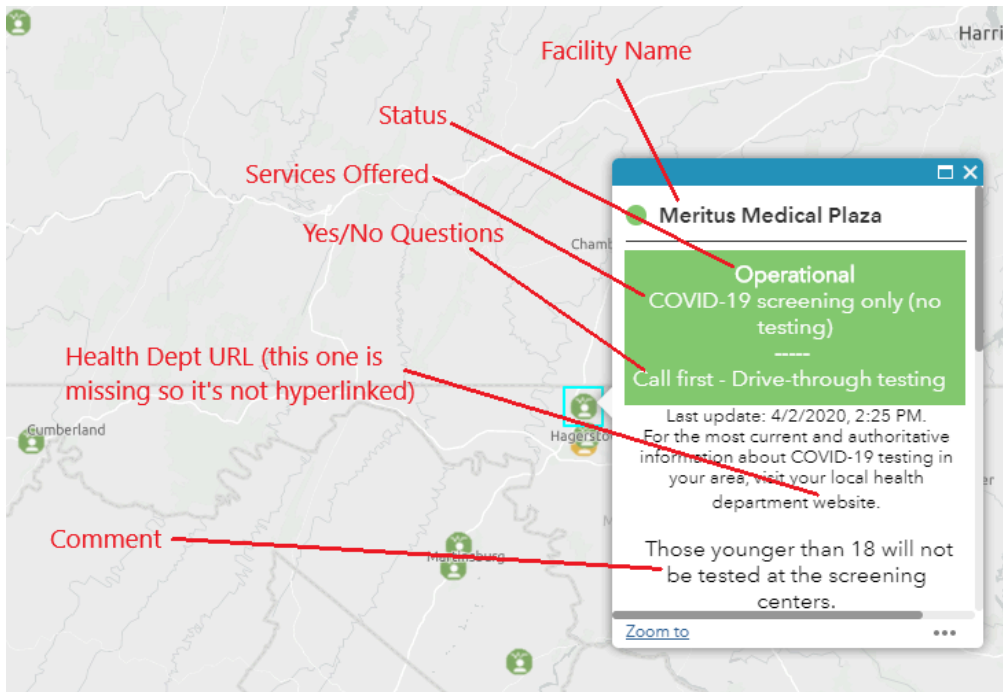 Harri
Facility Name
Status
Services Offered
Yes/No Questions
Chamb
Meritus Medical Plaza
Operational
COVID-19 screening only (no
testing)
-----
Call first - Drive-through testing
Health Dept URL (this one is
missing so it's not hyperlinked)
Last update: 4/2/2020, 2:25 PM.
For the most current and authoritative
information about COVID-19 testing in
your area, visit your local health
department website.
Cumberland
Hagersto
er
M
Comment
Martinsburg
Those younger than 18 will not
be tested at the screening
centers.
Zoom to